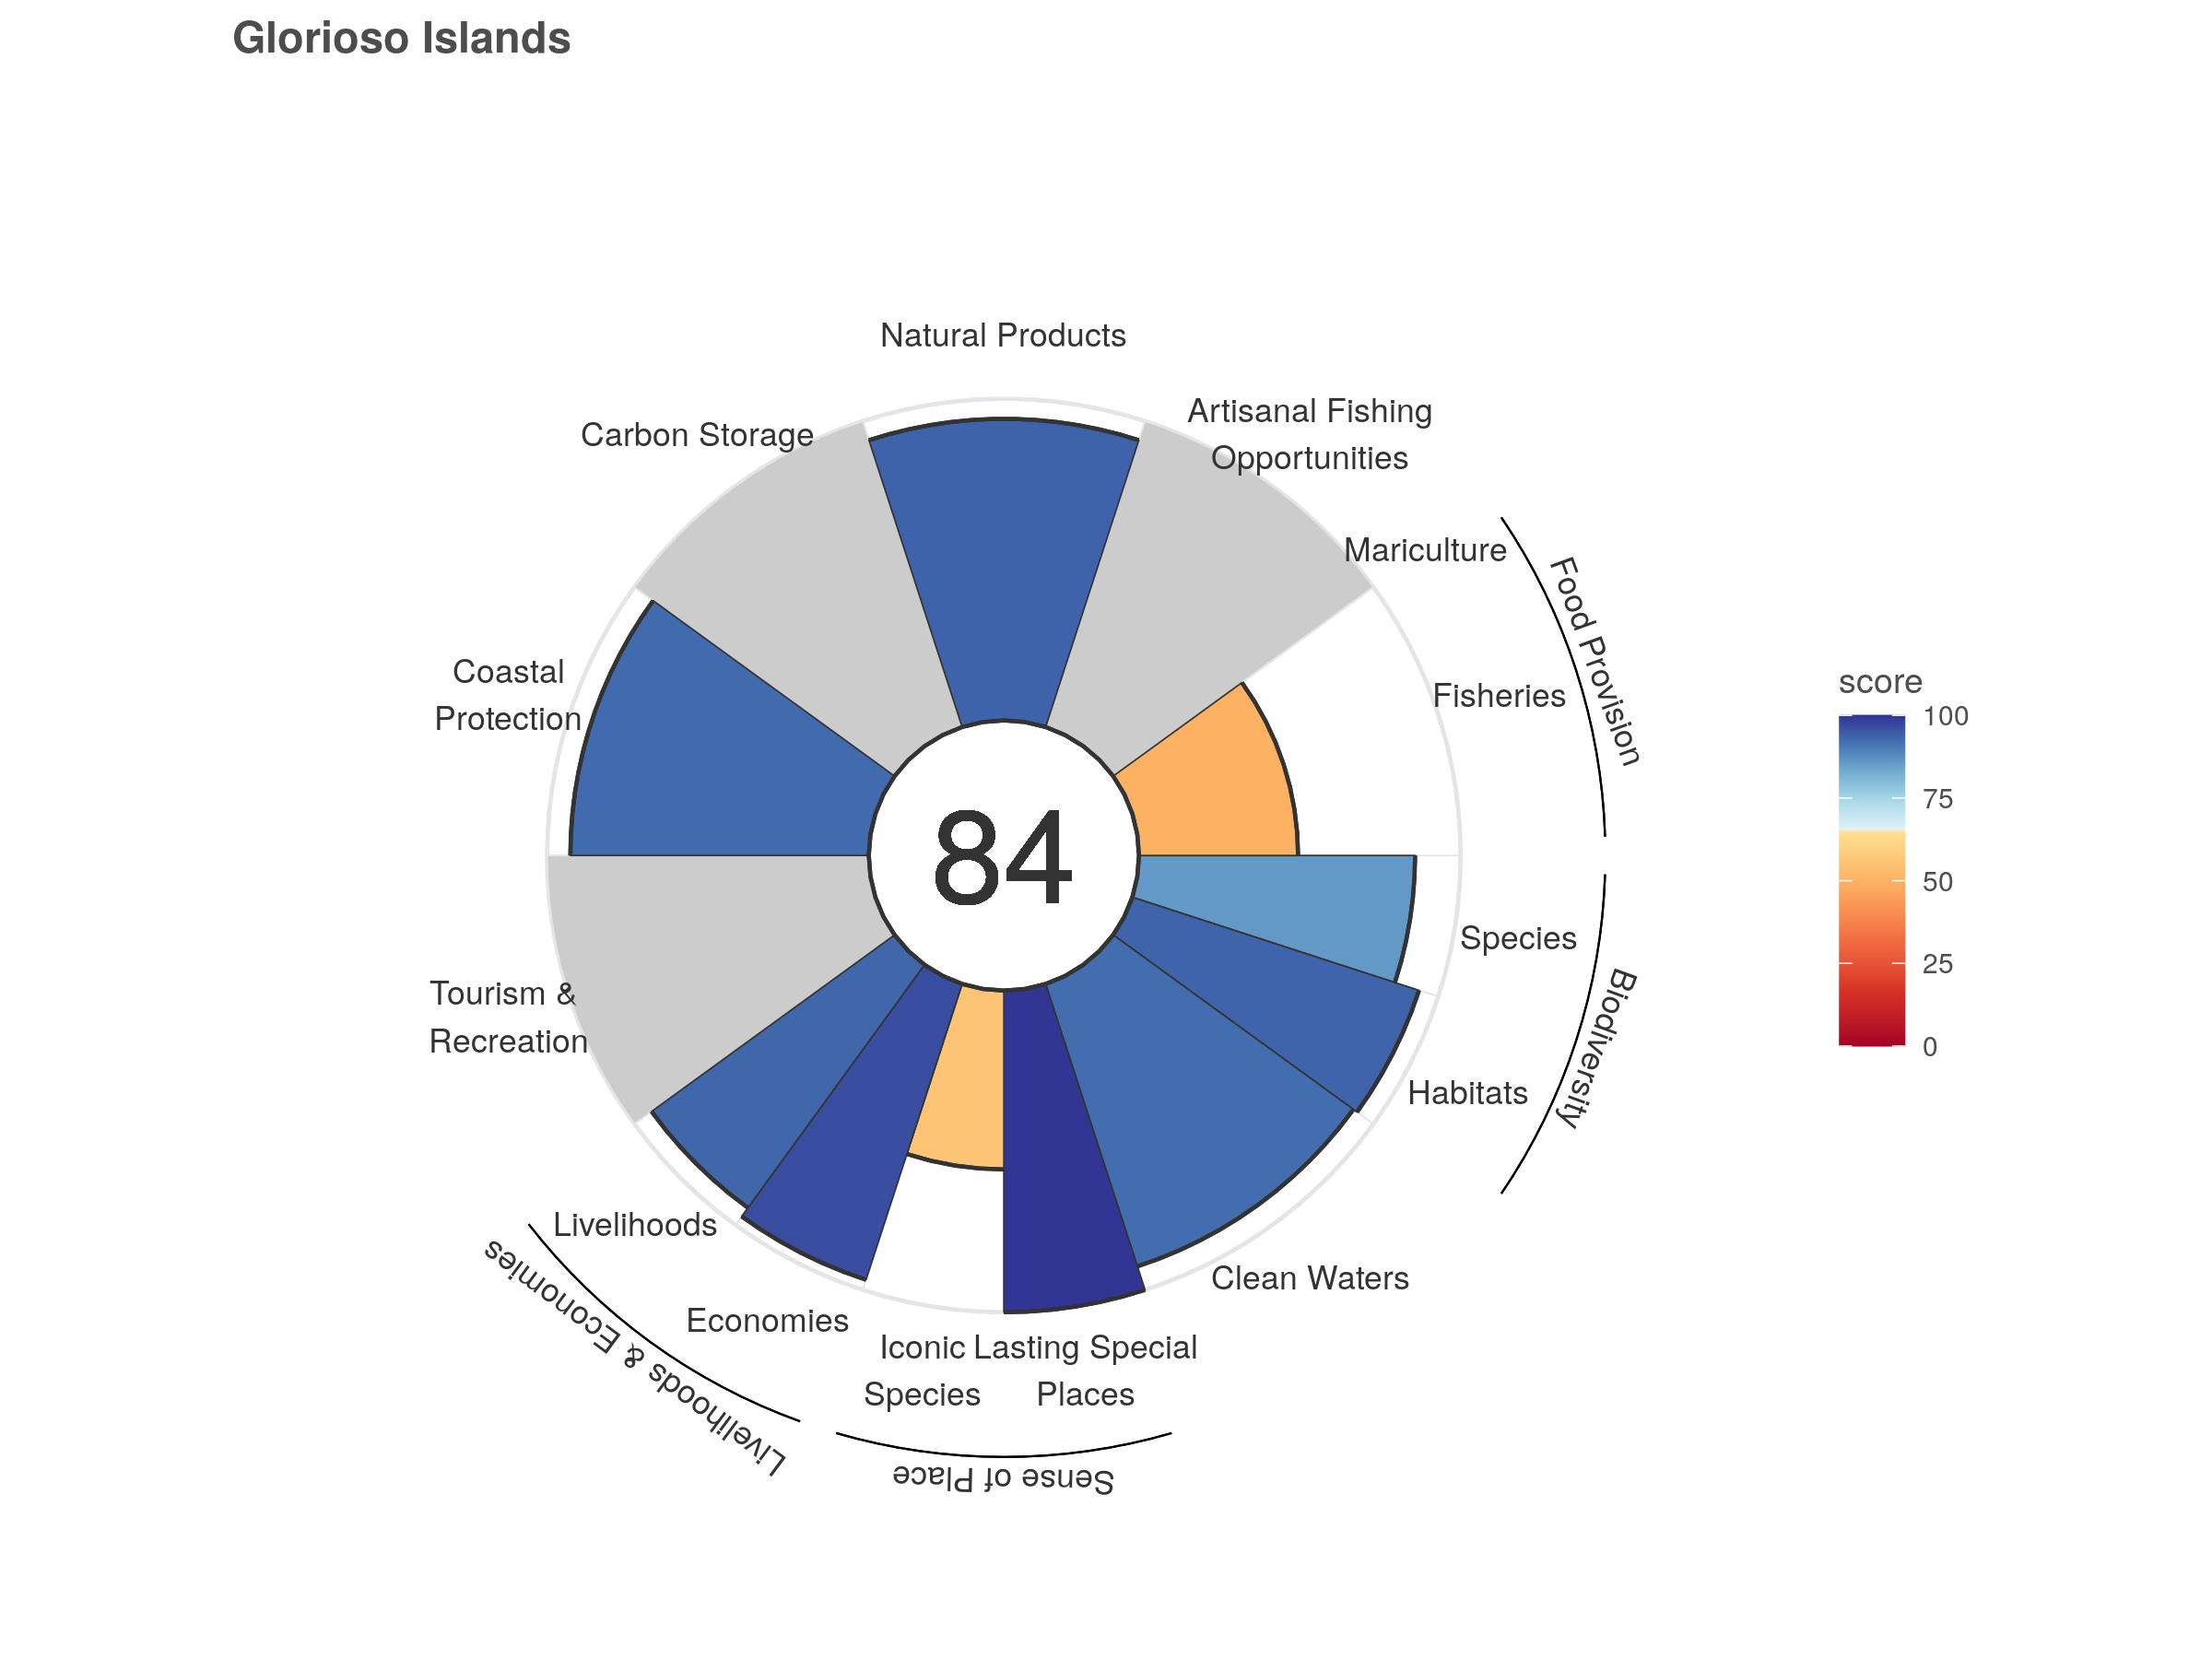 Glorioso Islands
Natural Products
Artisanal Fishing
Opportunities
Carbon Storage
Mariculture
Food Provision
Fisheries
Coastal
Protection
score
100
75
50
25
0
84
Species
Biodiversity
Habitats
Tourism &
Recreation
Livelihoods
Livelihoods & Economies
Economies
Clean Waters
Iconic
Species
Lasting Special
Places
Sense of Place